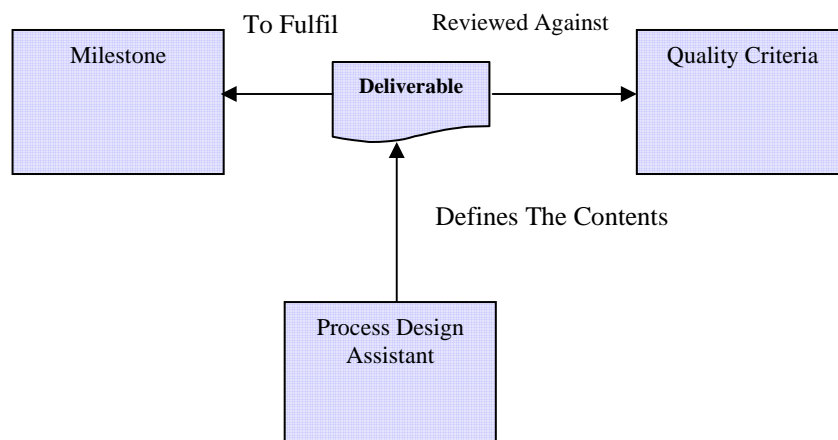 To Fulfil
Reviewed Against
Milestone
Deliverable
Quality Criteria
Defines The Contents
Process Design
Assistant